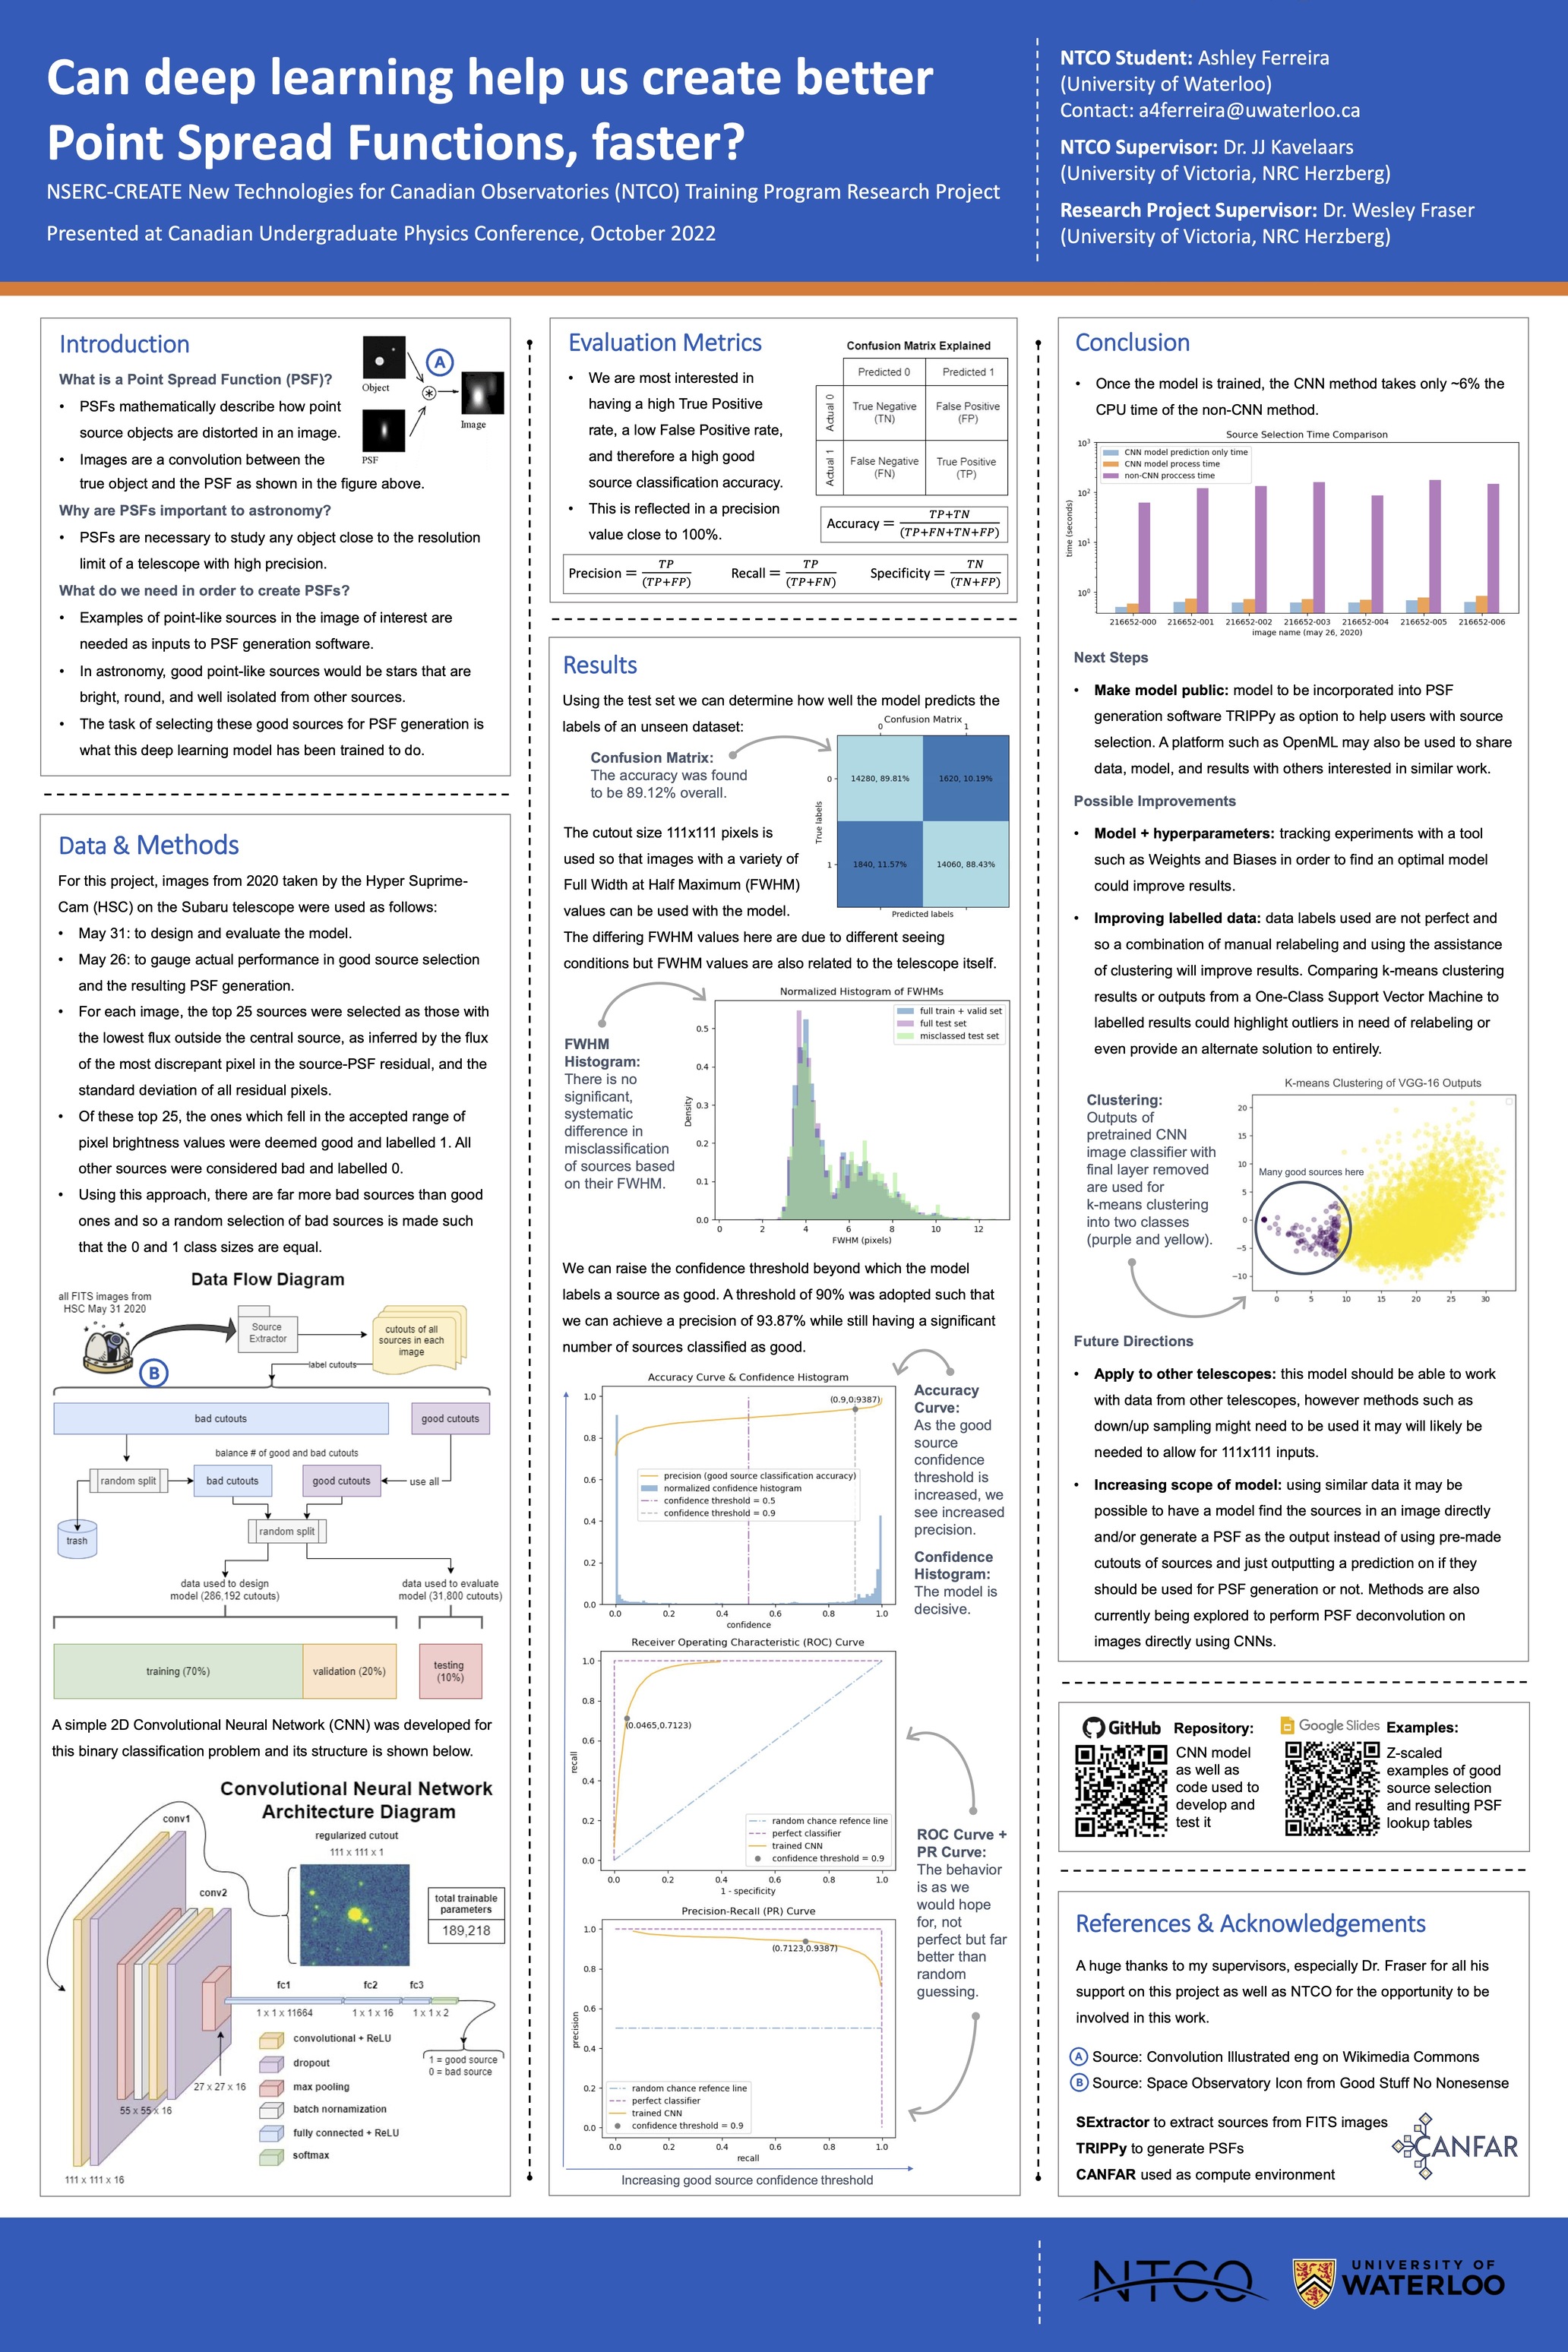 Can deep learning help us create better
Point Spread Functions, faster?
NSERC-CREATE New Technologies for Canadian Observatories (NTCO) Training Program Research Project
Presented at Canadian Undergraduate Physics Conference, October 2022
NTCO Student: Ashley Ferreira
(University of Waterloo)
Contact: a4ferreira@uwaterloo.ca
NTCO Supervisor: Dr. JJ Kavelaars
(University of Victoria, NRC Herzberg)
Research Project Supervisor: Dr. Wesley Fraser
(University of Victoria, NRC Herzberg)
Introduction
What is a Point Spread Function (PSF)?
• PSFs mathematically describe how point
source objects are distorted in an image.
• Images are a convolution between the
true object and the PSF as shown in the figure above.
Object
A
PSF
Image
Why are PSFs important to astronomy?
• PSFs are necessary to study any object close to the resolution
limit of a telescope with high precision.
What do we need in order to create PSFs?
• Examples of point-like sources in the image of interest are
needed as inputs to PSF generation software.
• In astronomy, good point-like sources would be stars that are
bright, round, and well isolated from other sources.
• The task of selecting these good sources for PSF generation is
what this deep learning model has been trained to do.
Data & Methods
For this project, images from 2020 taken by the Hyper Suprime-
Cam (HSC) on the Subaru telescope were used as follows:
• May 31: to design and evaluate the model.
• May 26: to gauge actual performance in good source selection
and the resulting PSF generation.
• For each image, the top 25 sources were selected as those with
the lowest flux outside the central source, as inferred by the flux
of the most discrepant pixel in the source-PSF residual, and the
standard deviation of all residual pixels.
• Of these top 25, the ones which fell in the accepted range of
pixel brightness values were deemed good and labelled 1. All
other sources were considered bad and labelled 0.
• Using this approach, there are far more bad sources than good
ones and so a random selection of bad sources is made such
that the 0 and 1 class sizes are equal.
Data Flow Diagram
all FITS images from
HSC May 31 2020
B
Source
Extractor
cutouts of all
sources in each
image
label cutouts
bad cutouts
good cutouts
balance # of good and bad cutouts
random split
bad cutouts
good cutouts
use all
trash
random split
data used to design
model (286,192 cutouts)
data used to evaluate
model (31,800 cutouts)
training (70%)
validation (20%)
testing
(10%)
A simple 2D Convolutional Neural Network (CNN) was developed for
this binary classification problem and its structure is shown below.
Convolutional Neural Network
Architecture Diagram
conv1
regularized cutout
111 x 111 x 1
conv2
total trainable
parameters
189,218
fc1
fc2
fc3
1 x 1 x 11664
1 x 1 x 16
1 x 1 x 2
convolutional + ReLU
dropout
max pooling
batch nornamization
fully connected + ReLU
softmax
1 = good source
0 = bad source
27 x 27 x 16
55 x 55 x 16
111 x 111 x 16
Evaluation Metrics
• We are most interested in
having a high True Positive
rate, a low False Positive rate,
and therefore a high good
source classification accuracy.
• This is reflected in a precision
value close to 100%.
Confusion Matrix Explained
Predicted 0
Predicted 1
Actual 0
True Negative
(TN)
False Positive
(FP)
Actual 1
False Negative
(FN)
True Positive
(TP)
Accuracy = TP+TN / (TP+FN+TN+FP)
Precision = TP / (TP+FP)
Recall = TP / (TP+FN)
Specificity = TN / (TN+FP)
Results
Using the test set we can determine how well the model predicts the
labels of an unseen dataset:
Confusion Matrix:
The accuracy was found
to be 89.12% overall.
Confusion Matrix
0 1
0
14280, 89.81%
1620, 10.19%
1
1840, 11.57%
14060, 88.43%
True labels
Predicted labels
The cutout size 111x111 pixels is
used so that images with a variety of
Full Width at Half Maximum (FWHM)
values can be used with the model.
The differing FWHM values here are due to different seeing
conditions but FWHM values are also related to the telescope itself.
FWHM
Histogram:
There is no
significant,
systematic
difference in
misclassification
of sources based
on their FWHM.
Normalized Histogram of FWHMs
full train + valid set
full test set
misclassed test set
Density
0.5
0.4
0.3
0.2
0.1
0.0
0 2 4 6 8 10 12
FWHM (pixels)
We can raise the confidence threshold beyond which the model
labels a source as good. A threshold of 90% was adopted such that
we can achieve a precision of 93.87% while still having a significant
number of sources classified as good.
Accuracy Curve & Confidence Histogram
(0.9,0.9387)
precision (good source classification accuracy)
normalized confidence histogram
confidence threshold = 0.5
confidence threshold = 0.9
1.0
0.8
0.6
0.4
0.2
0.0
0.0 0.2 0.4 0.6 0.8 1.0
confidence
Accuracy
Curve:
As the good
source
confidence
threshold is
increased, we
see increased
precision.
Confidence
Histogram:
The model is
decisive.
Receiver Operating Characteristic (ROC) Curve
(0.0465,0.7123)
random chance refence line
perfect classifier
trained CNN
confidence threshold = 0.9
recall
1.0
0.8
0.6
0.4
0.2
0.0
0.0 0.2 0.4 0.6 0.8 1.0
1 - specificity
ROC Curve +
PR Curve:
The behavior
is as we
would hope
for, not
perfect but far
better than
random
guessing.
Precision-Recall (PR) Curve
(0.7123,0.9387)
random chance refence line
perfect classifier
trained CNN
confidence threshold = 0.9
precision
1.0
0.8
0.6
0.4
0.2
0.0
0.0 0.2 0.4 0.6 0.8 1.0
recall
Increasing good source confidence threshold
Conclusion
• Once the model is trained, the CNN method takes only ~6% the
CPU time of the non-CNN method.
Source Selection Time Comparison
CNN model prediction only time
CNN model process time
non-CNN proccess time
time (seconds)
10³
10²
10¹
10⁰
216652-000 216652-001 216652-002 216652-003 216652-004 216652-005 216652-006
image name (may 26, 2020)
Next Steps
• Make model public: model to be incorporated into PSF
generation software TRIPPy as option to help users with source
selection. A platform such as OpenML may also be used to share
data, model, and results with others interested in similar work.
Possible Improvements
• Model + hyperparameters: tracking experiments with a tool
such as Weights and Biases in order to find an optimal model
could improve results.
• Improving labelled data: data labels used are not perfect and
so a combination of manual relabeling and using the assistance
of clustering will improve results. Comparing k-means clustering
results or outputs from a One-Class Support Vector Machine to
labelled results could highlight outliers in need of relabeling or
even provide an alternate solution to entirely.
Clustering:
Outputs of
pretrained CNN
image classifier with
final layer removed
are used for
k-means clustering
into two classes
(purple and yellow).
K-means Clustering of VGG-16 Outputs
Many good sources here
20
15
10
5
0
−5
−10
0 5 10 15 20 25 30
Future Directions
• Apply to other telescopes: this model should be able to work
with data from other telescopes, however methods such as
down/up sampling might need to be used it may will likely be
needed to allow for 111x111 inputs.
• Increasing scope of model: using similar data it may be
possible to have a model find the sources in an image directly
and/or generate a PSF as the output instead of using pre-made
cutouts of sources and just outputting a prediction on if they
should be used for PSF generation or not. Methods are also
currently being explored to perform PSF deconvolution on
images directly using CNNs.
GitHub Repository:
CNN model
as well as
code used to
develop and
test it
Google Slides Examples:
Z-scaled
examples of good
source selection
and resulting PSF
lookup tables
References & Acknowledgements
A huge thanks to my supervisors, especially Dr. Fraser for all his
support on this project as well as NTCO for the opportunity to be
involved in this work.
A Source: Convolution Illustrated eng on Wikimedia Commons
B Source: Space Observatory Icon from Good Stuff No Nonesense
SExtractor to extract sources from FITS images
TRIPPy to generate PSFs
CANFAR used as compute environment
CANFAR
NTCO
UNIVERSITY OF
WATERLOO